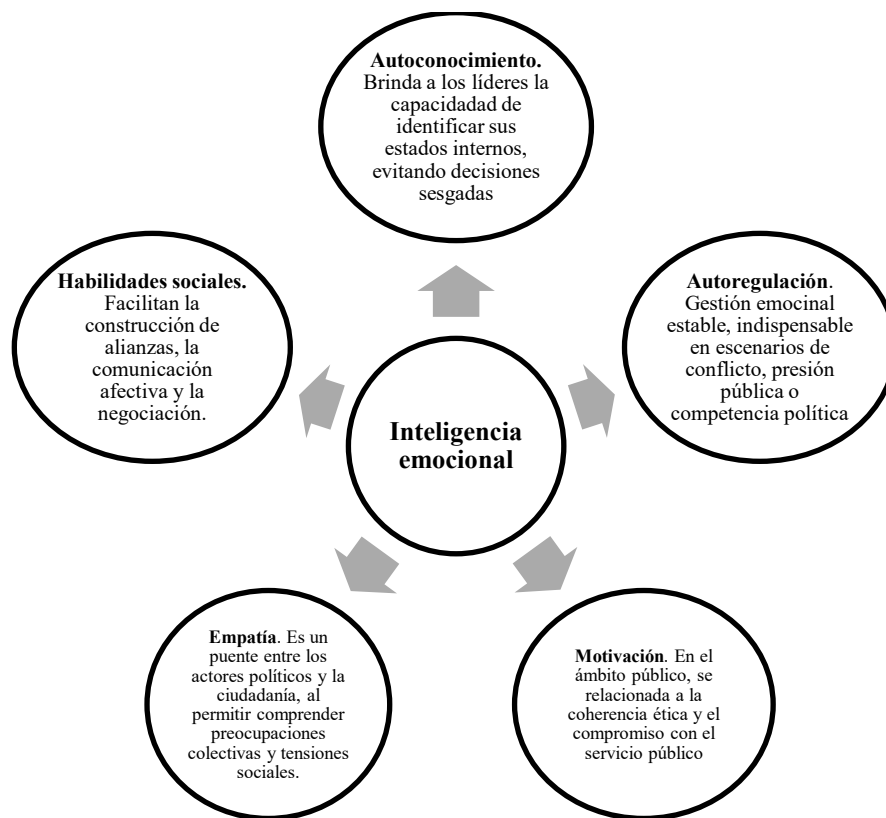 Autoconocimiento.
Brinda a los líderes la
capacidadad de
identificar sus
estados internos,
evitando decisiones
sesgadas
Habilidades sociales.
Facilitan la
construcción de
alianzas, la
comunicación
afectiva y la
negociación.
Autoregulación.
Gestión emocinal
estable, indispensable
en escenarios de
conflicto, presión
pública o
competencia política
Inteligencia
emocional
Empatía. Es un
puente entre los
actores políticos y la
ciudadanía, al
permitir comprender
preocupaciones
colectivas y tensiones
sociales.
Motivación. En el
ámbito público, se
relacionada a la
coherencia ética y el
compromiso con el
servicio público